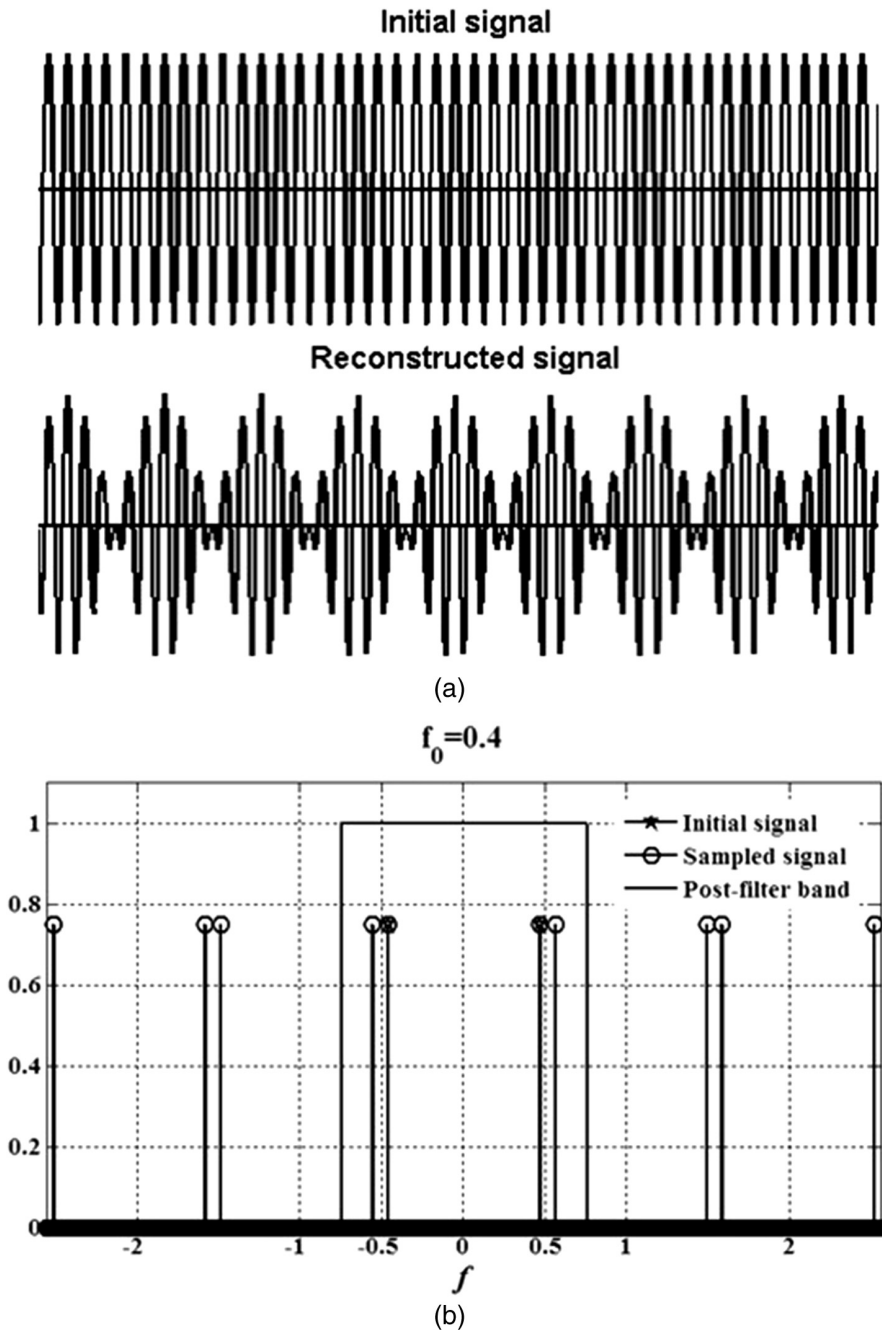 Initial signal
Reconstructed signal
(a)
f0=0.4
1
0.8
0.6
0.4
0.2
0
Initial signal
Sampled signal
Post-filter band
-2 -1 -0.5 0 0.5 1 2
f
(b)